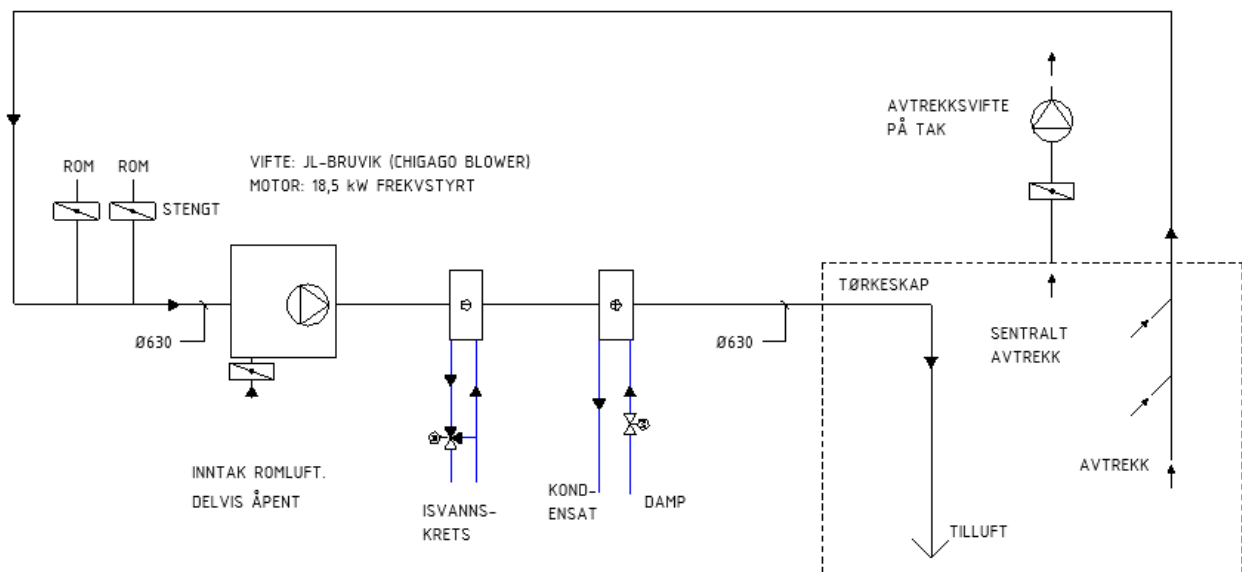 AVTREKKSVIFTE
PÅ TAK
ROM
ROM
VIFTE: JL-BRUVIK (CHIGAGO BLOWER)
MOTOR: 18,5 kW FREKVSTYRT
STENGT
TØRKESKAP
Ø630
Ø630
SENTRALT
AVTREKK
INNTAK ROMLUFT.
DELVIS ÅPENT
ISVANNS-
KRETS
KOND-
ENSAT
DAMP
AVTREKK
TILLUFT